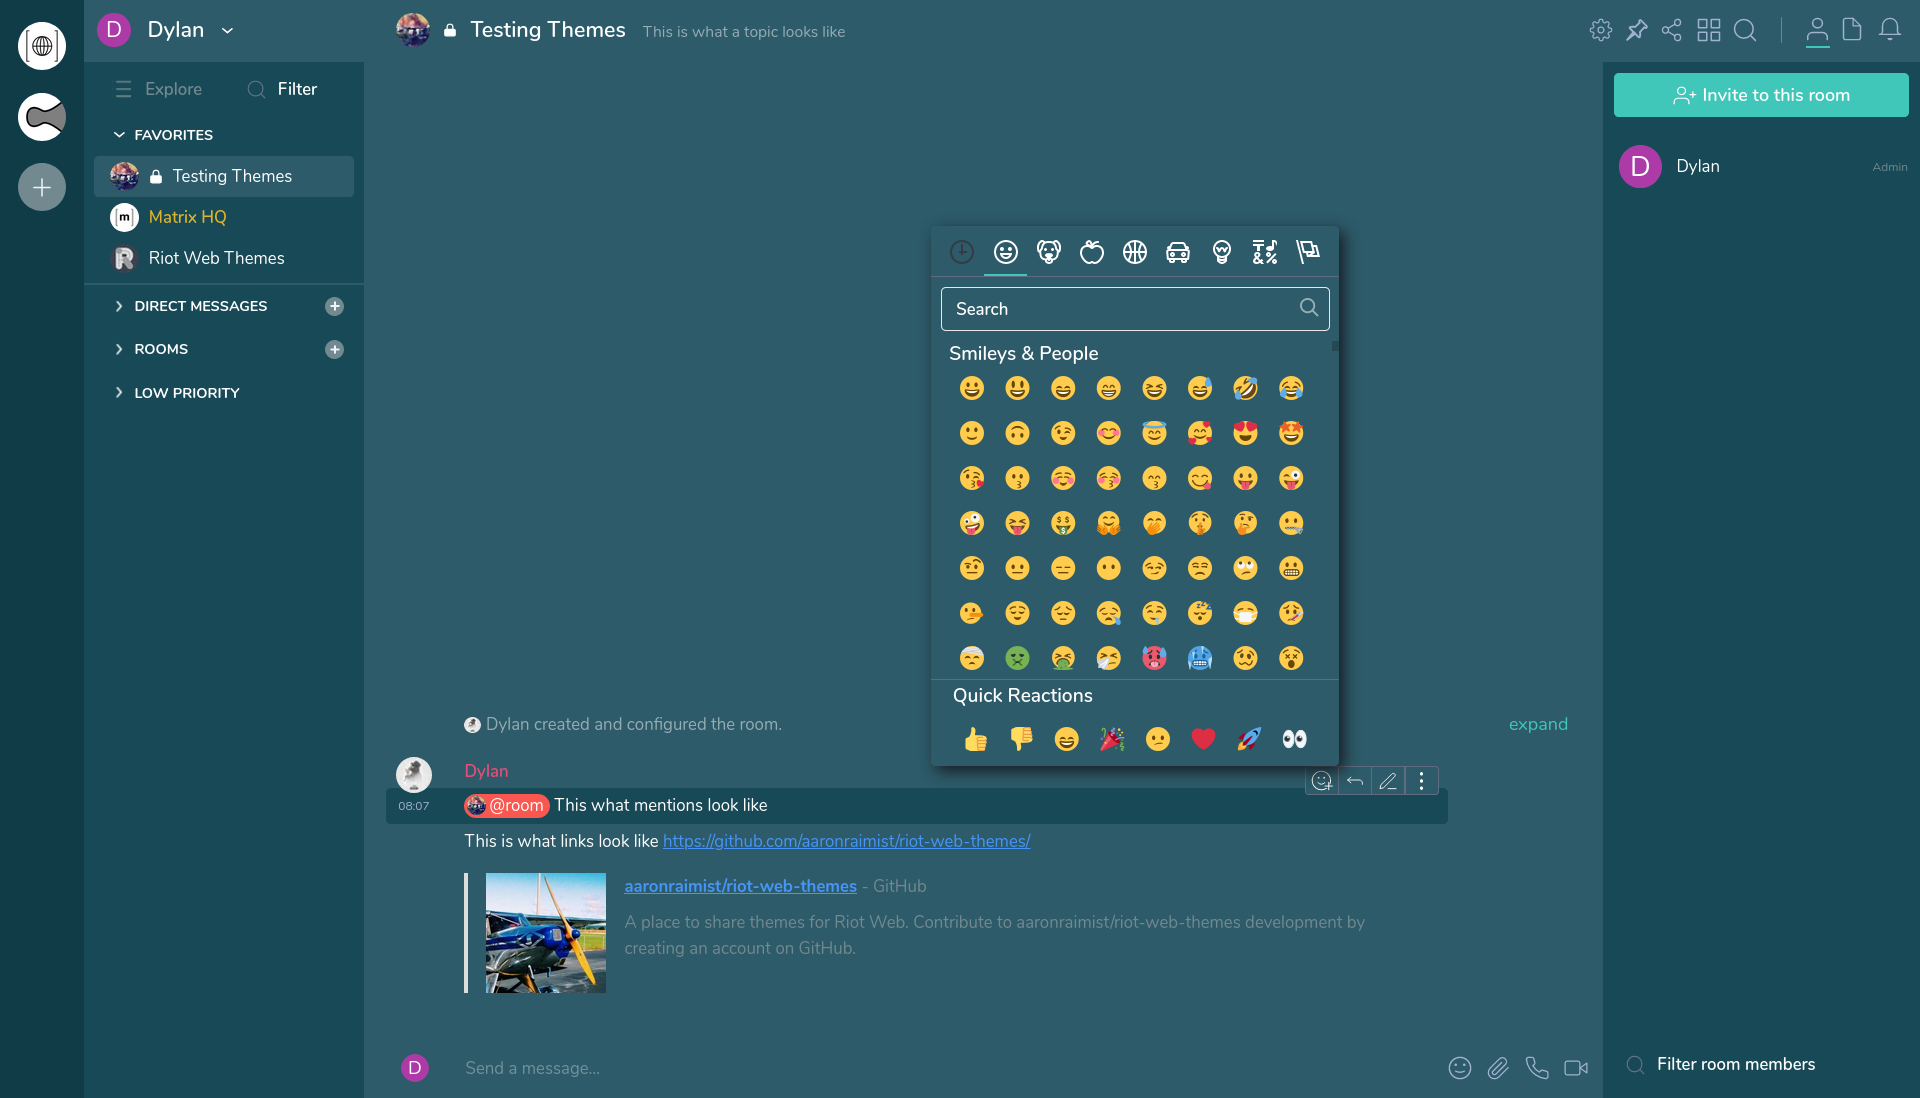 D Dylan
Testing Themes This is what a topic looks like
Explore Filter
FAVORITES
Testing Themes
[m] Matrix HQ
R Riot Web Themes
DIRECT MESSAGES
ROOMS
LOW PRIORITY
Search
Smileys & People
Quick Reactions
Dylan created and configured the room. expand
Dylan
08:07 @room This what mentions look like
This is what links look like https://github.com/aaronraimist/riot-web-themes/
aaronraimist/riot-web-themes - GitHub
A place to share themes for Riot Web. Contribute to aaronraimist/riot-web-themes development by
creating an account on GitHub.
D Send a message...
Invite to this room
D Dylan Admin
Filter room members